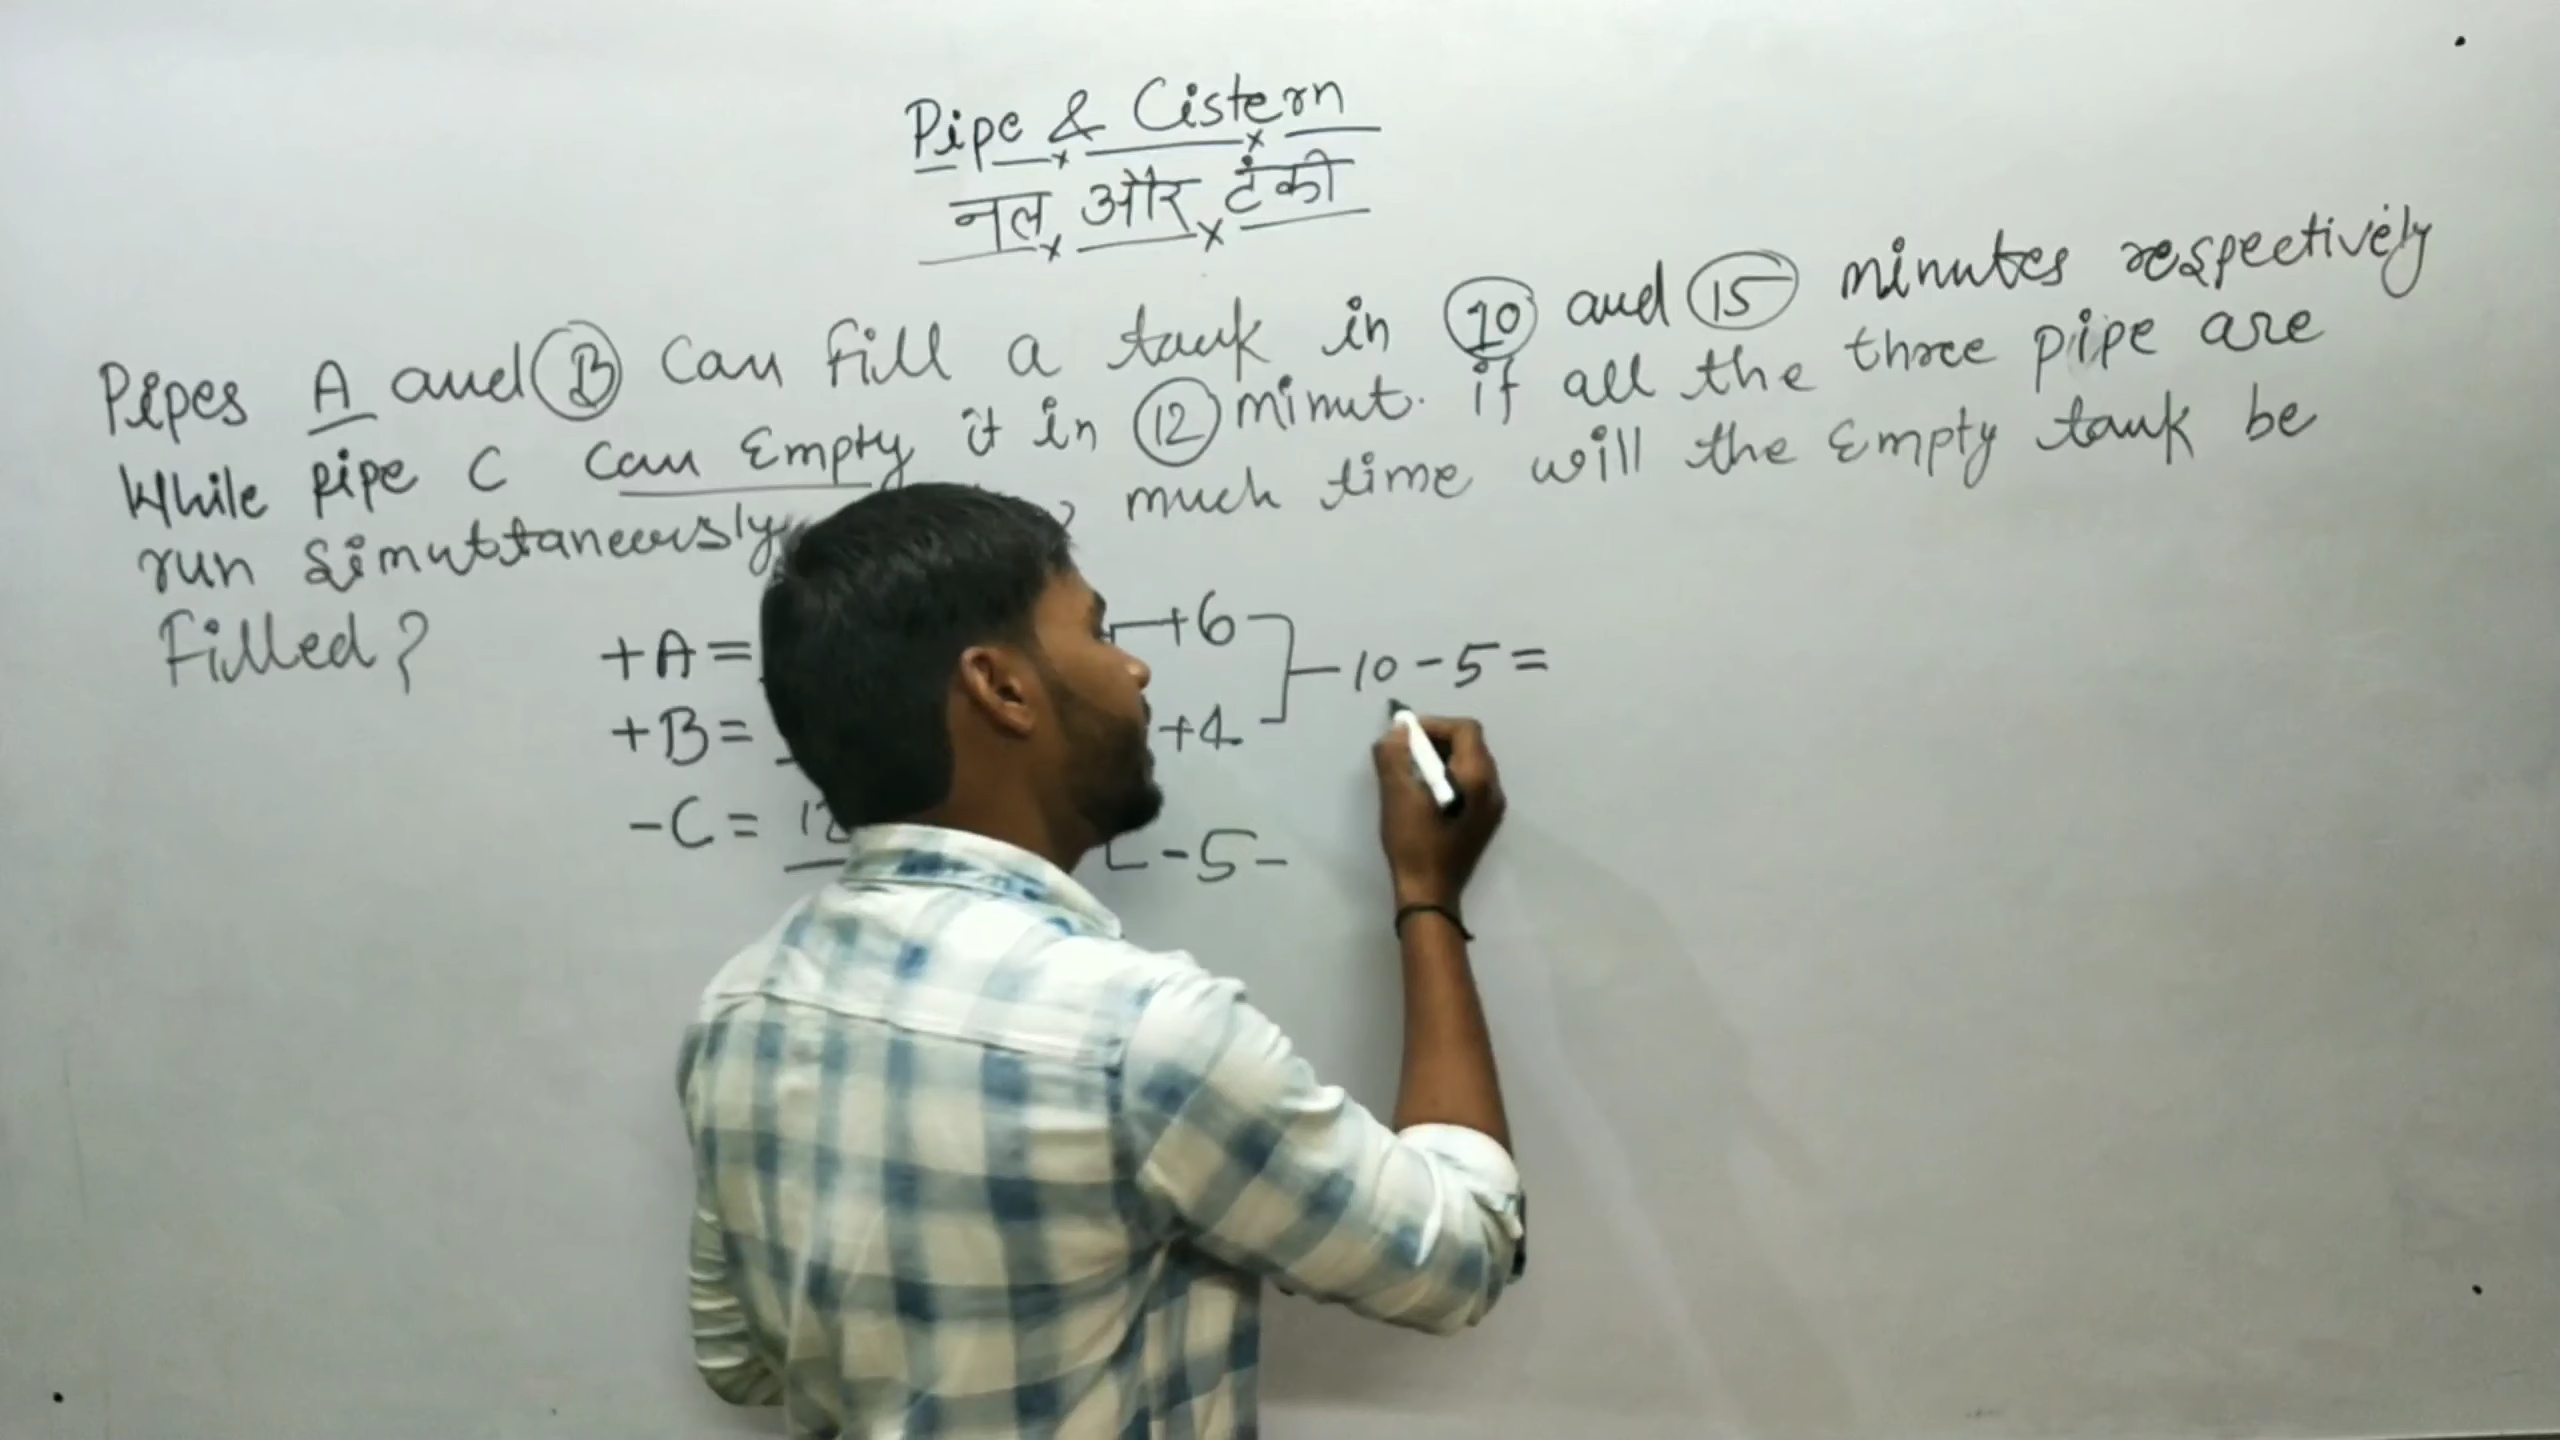 Pipe & Cistern
नल और टंकी
Pipes A and B Can fill a tank in 10 and 15 minutes respectively
While pipe C Can Empty it in 12 minut. if all the three pipe are
run simuttaneously much time will the Empty tank be
Filled?
+A= +6
+B= +4
10-5=
-C= 12 -5-